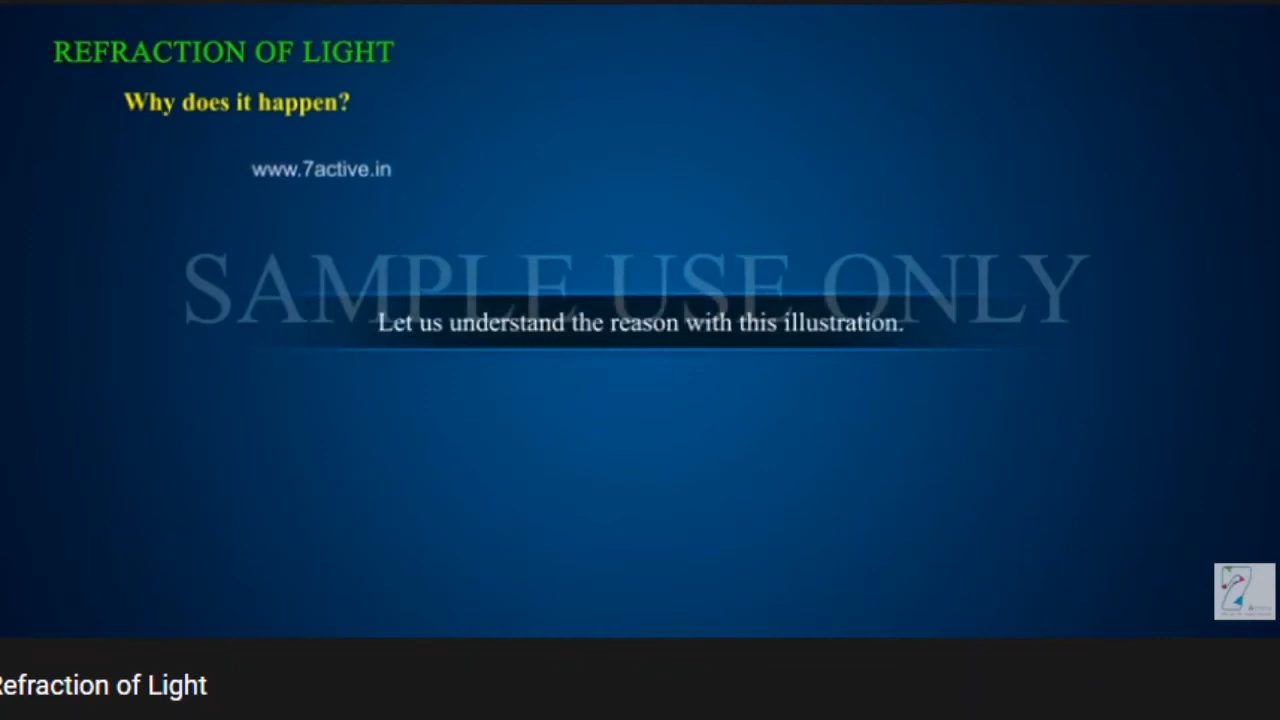 REFRACTION OF LIGHT
Why does it happen?
www.7active.in
SAMPLE USE ONLY
Let us understand the reason with this illustration.
7
efraction of Light